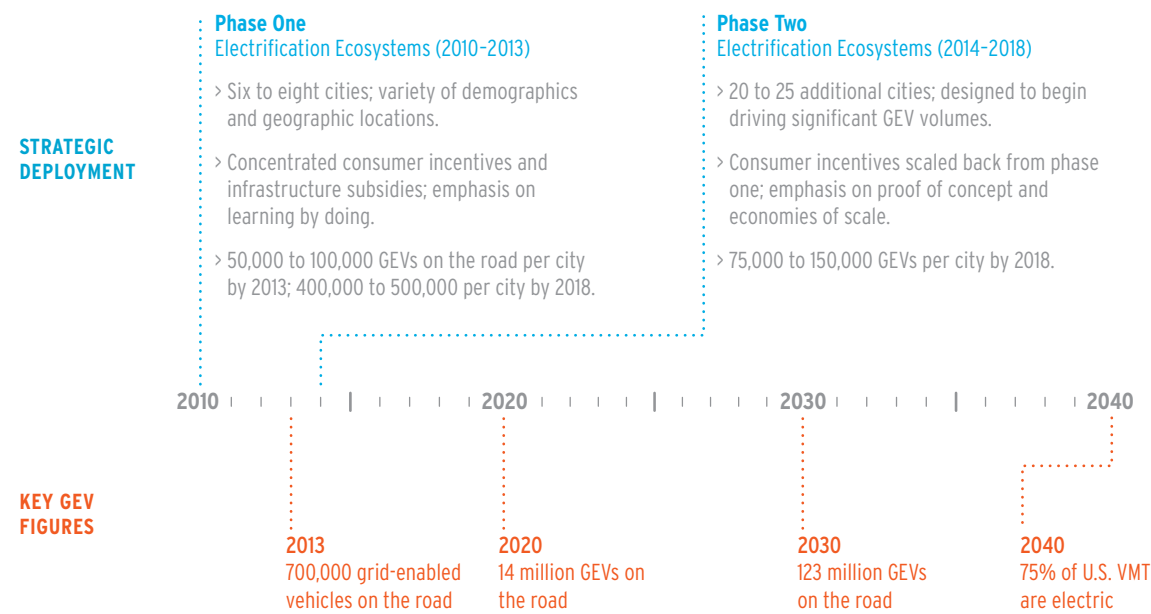 Phase One
Electrification Ecosystems (2010–2013)
> Six to eight cities; variety of demographics
and geographic locations.
> Concentrated consumer incentives and
infrastructure subsidies; emphasis on
learning by doing.
> 50,000 to 100,000 GEVs on the road per city
by 2013; 400,000 to 500,000 per city by 2018.
Phase Two
Electrification Ecosystems (2014–2018)
> 20 to 25 additional cities; designed to begin
driving significant GEV volumes.
> Consumer incentives scaled back from phase
one; emphasis on proof of concept and
economies of scale.
> 75,000 to 150,000 GEVs per city by 2018.
STRATEGIC
DEPLOYMENT
2010 2020 2030 2040
KEY GEV
FIGURES
2013
700,000 grid-enabled
vehicles on the road
2020
14 million GEVs on
the road
2030
123 million GEVs
on the road
2040
75% of U.S. VMT
are electric